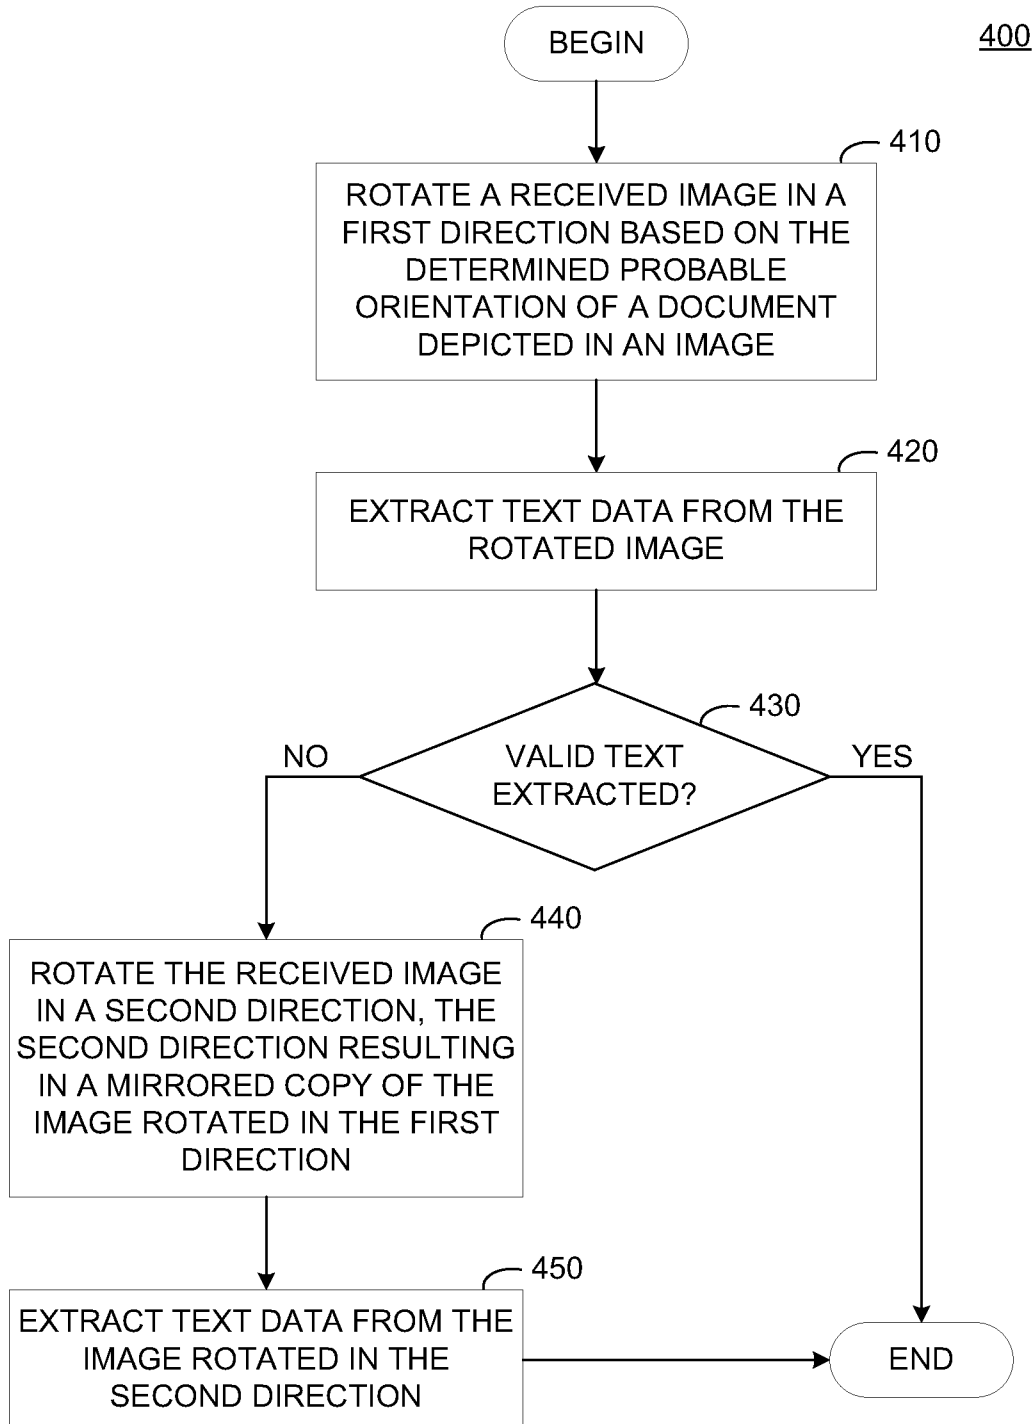 BEGIN
400
410
ROTATE A RECEIVED IMAGE IN A
FIRST DIRECTION BASED ON THE
DETERMINED PROBABLE
ORIENTATION OF A DOCUMENT
DEPICTED IN AN IMAGE
420
EXTRACT TEXT DATA FROM THE
ROTATED IMAGE
430
VALID TEXT
EXTRACTED?
NO
YES
440
ROTATE THE RECEIVED IMAGE
IN A SECOND DIRECTION, THE
SECOND DIRECTION RESULTING
IN A MIRRORED COPY OF THE
IMAGE ROTATED IN THE FIRST
DIRECTION
450
EXTRACT TEXT DATA FROM THE
IMAGE ROTATED IN THE
SECOND DIRECTION
END